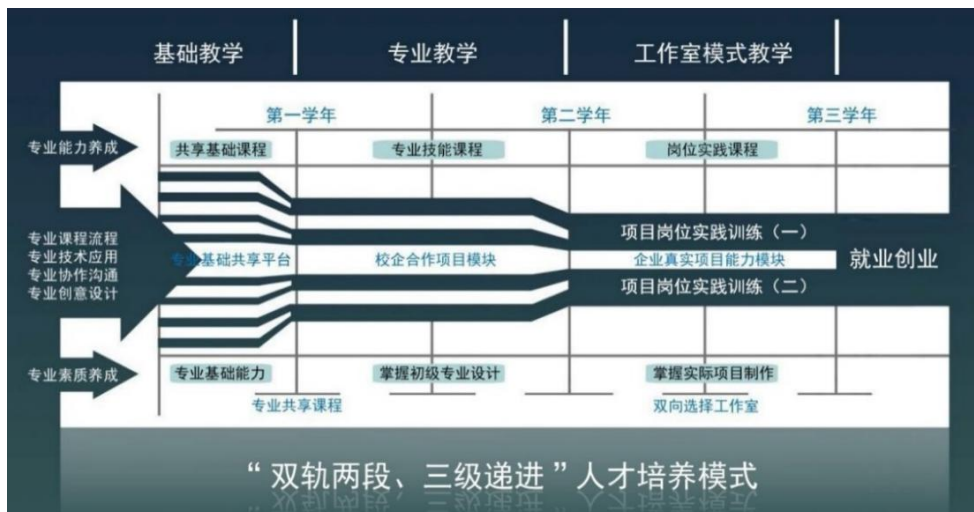 基础教学
专业教学
工作室模式教学
第一学年
第二学年
第三学年
专业能力养成
共享基础课程
专业技能课程
岗位实践课程
专业课程流程
专业技术应用
专业协作沟通
专业创意设计
项目岗位实践训练（一）
专业基础共享平台
校企合作项目模块
企业真实项目能力模块
就业创业
项目岗位实践训练（二）
专业素质养成
专业基础能力
掌握初级专业设计
掌握实际项目制作
专业共享课程
双向选择工作室
“双轨两段、三级递进”人才培养模式